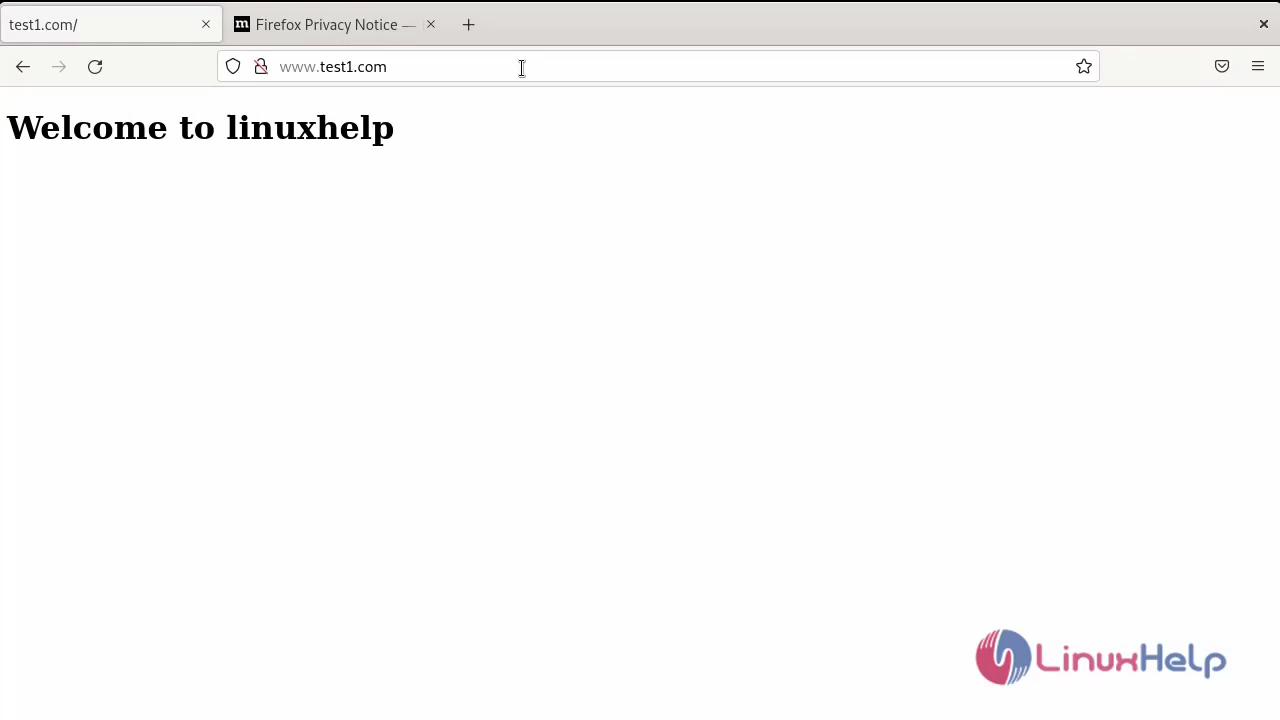 test1.com/
m Firefox Privacy Notice —
www.test1.com
Welcome to linuxhelp
LinuxHelp